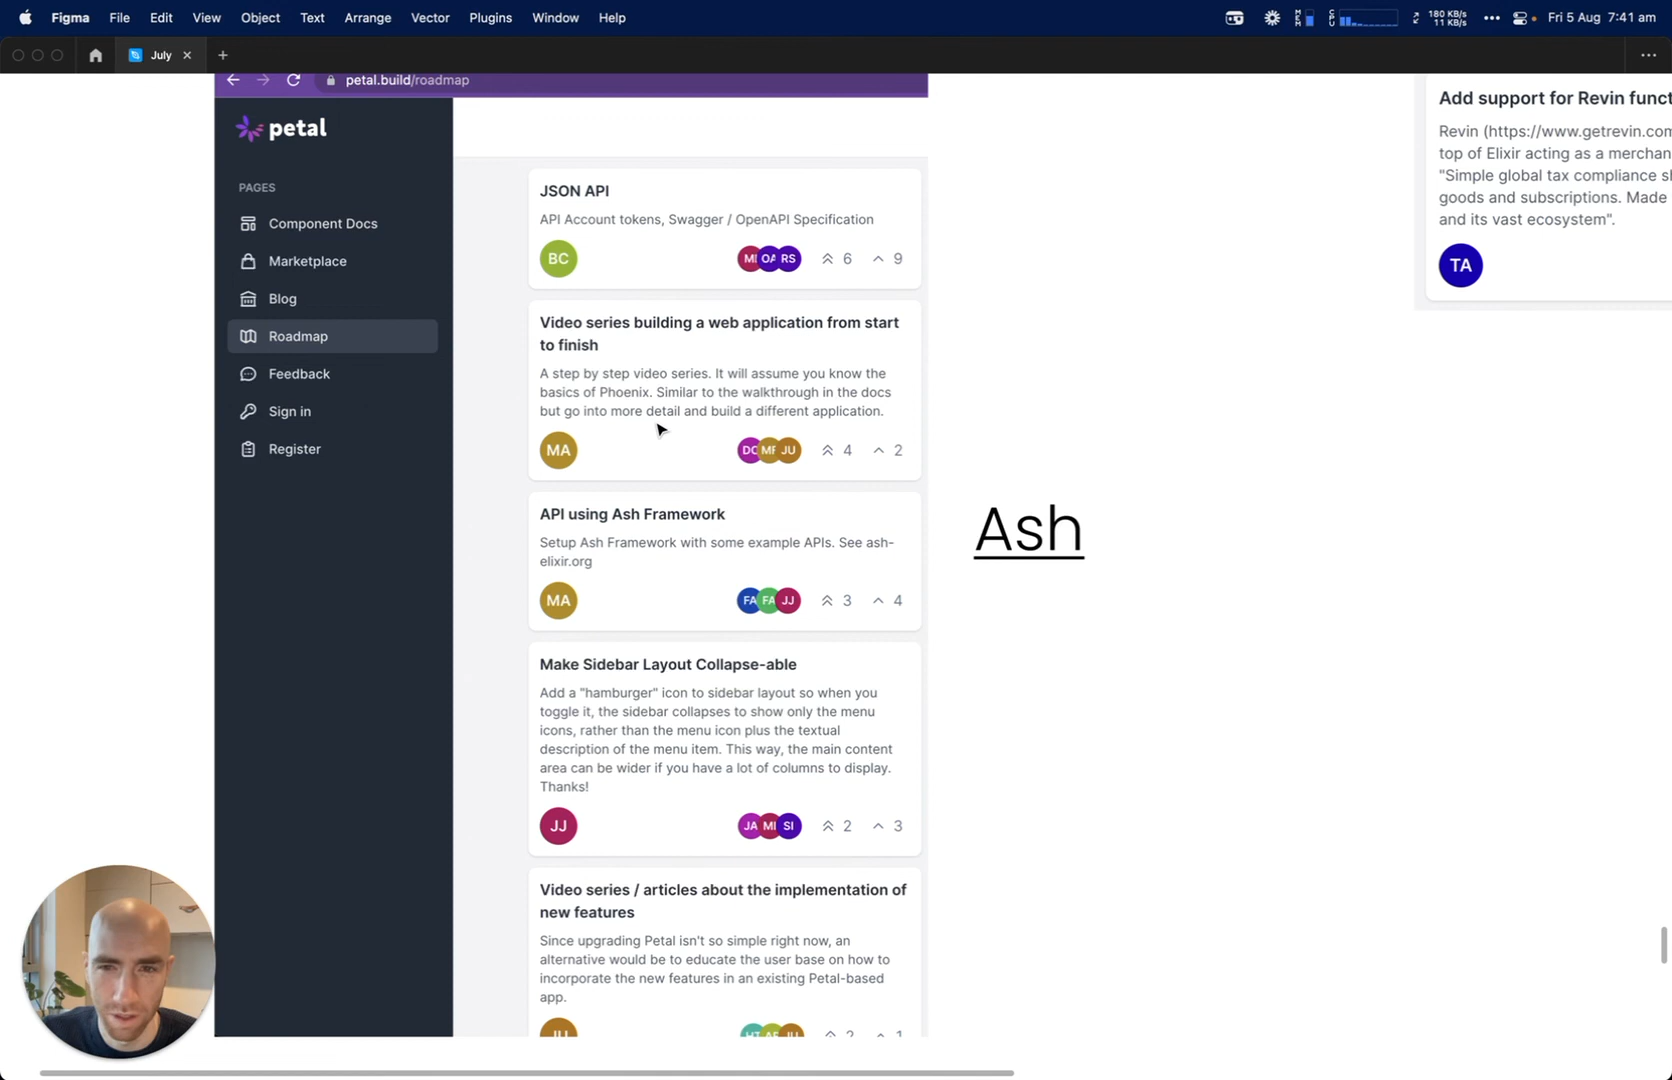 Figma File Edit View Object Text Arrange Vector Plugins Window Help
180 KB/s
11 KB/s
Fri 5 Aug 7:41 am
July
petal.build/roadmap
petal
PAGES
Component Docs
Marketplace
Blog
Roadmap
Feedback
Sign in
Register
JSON API
API Account tokens, Swagger / OpenAPI Specification
BC OA RS 6 9
Video series building a web application from start
to finish
A step by step video series. It will assume you know the
basics of Phoenix. Similar to the walkthrough in the docs
but go into more detail and build a different application.
MA JU 4 2
API using Ash Framework
Setup Ash Framework with some example APIs. See ash-
elixir.org
MA FA FA JJ 3 4
Make Sidebar Layout Collapse-able
Add a "hamburger" icon to sidebar layout so when you
toggle it, the sidebar collapses to show only the menu
icons, rather than the menu icon plus the textual
description of the menu item. This way, the main content
area can be wider if you have a lot of columns to display.
Thanks!
JJ JA SI 2 3
Video series / articles about the implementation of
new features
Since upgrading Petal isn't so simple right now, an
alternative would be to educate the user base on how to
incorporate the new features in an existing Petal-based
app.
Ash
Add support for Revin funct
Revin (https://www.getrevin.com
top of Elixir acting as a merchan
"Simple global tax compliance s
goods and subscriptions. Made
and its vast ecosystem".
TA